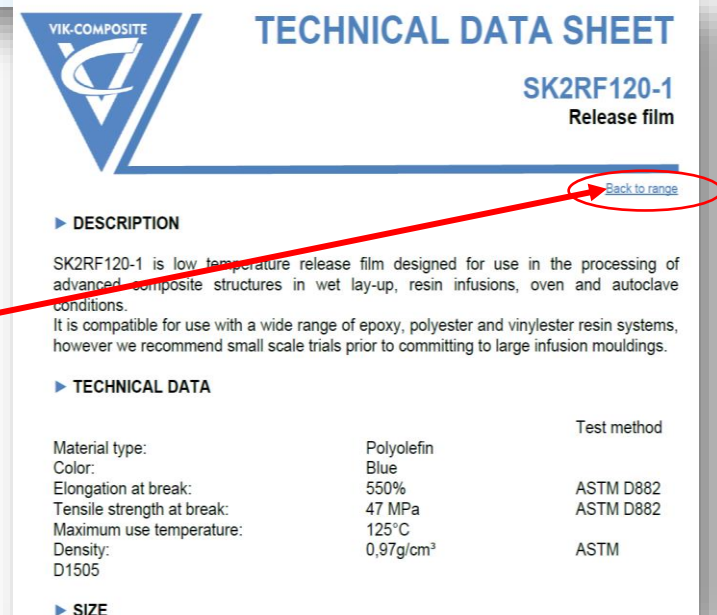 VIK-COMPOSITE
TECHNICAL DATA SHEET
SK2RF120-1
Release film
Back to range
► DESCRIPTION
SK2RF120-1 is low temperature release film designed for use in the processing of
advanced composite structures in wet lay-up, resin infusions, oven and autoclave
conditions.
It is compatible for use with a wide range of epoxy, polyester and vinylester resin systems,
however we recommend small scale trials prior to committing to large infusion mouldings.
► TECHNICAL DATA
Test method
Material type: Polyolefin
Color: Blue
Elongation at break: 550% ASTM D882
Tensile strength at break: 47 MPa ASTM D882
Maximum use temperature: 125°C
Density: 0,97g/cm³ ASTM
D1505
► SIZE